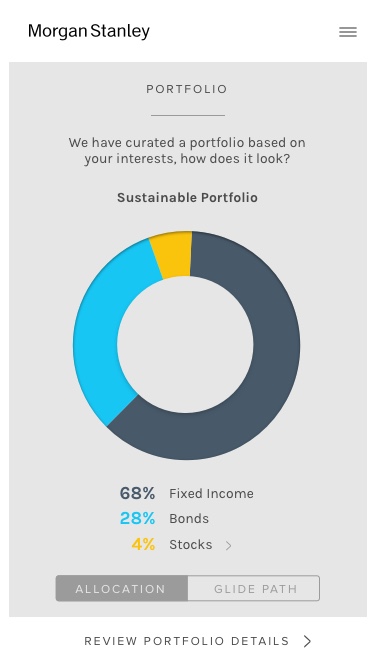 Morgan Stanley
PORTFOLIO
We have curated a portfolio based on
your interests, how does it look?
Sustainable Portfolio
68% Fixed Income
28% Bonds
4% Stocks
ALLOCATION GLIDE PATH
REVIEW PORTFOLIO DETAILS